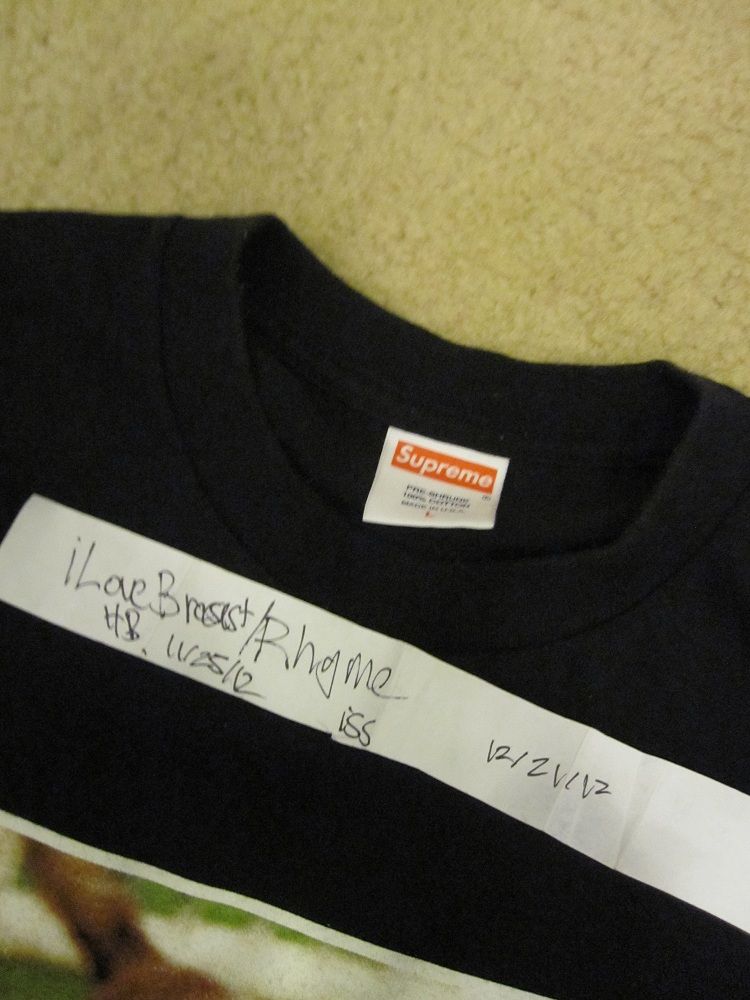 Supreme
®
PRE-SHRUNK
100% COTTON
MADE IN U.S.A.
L
iLoveBreast/Rhyme
HB. 11/25/12
iSS
12/21/12